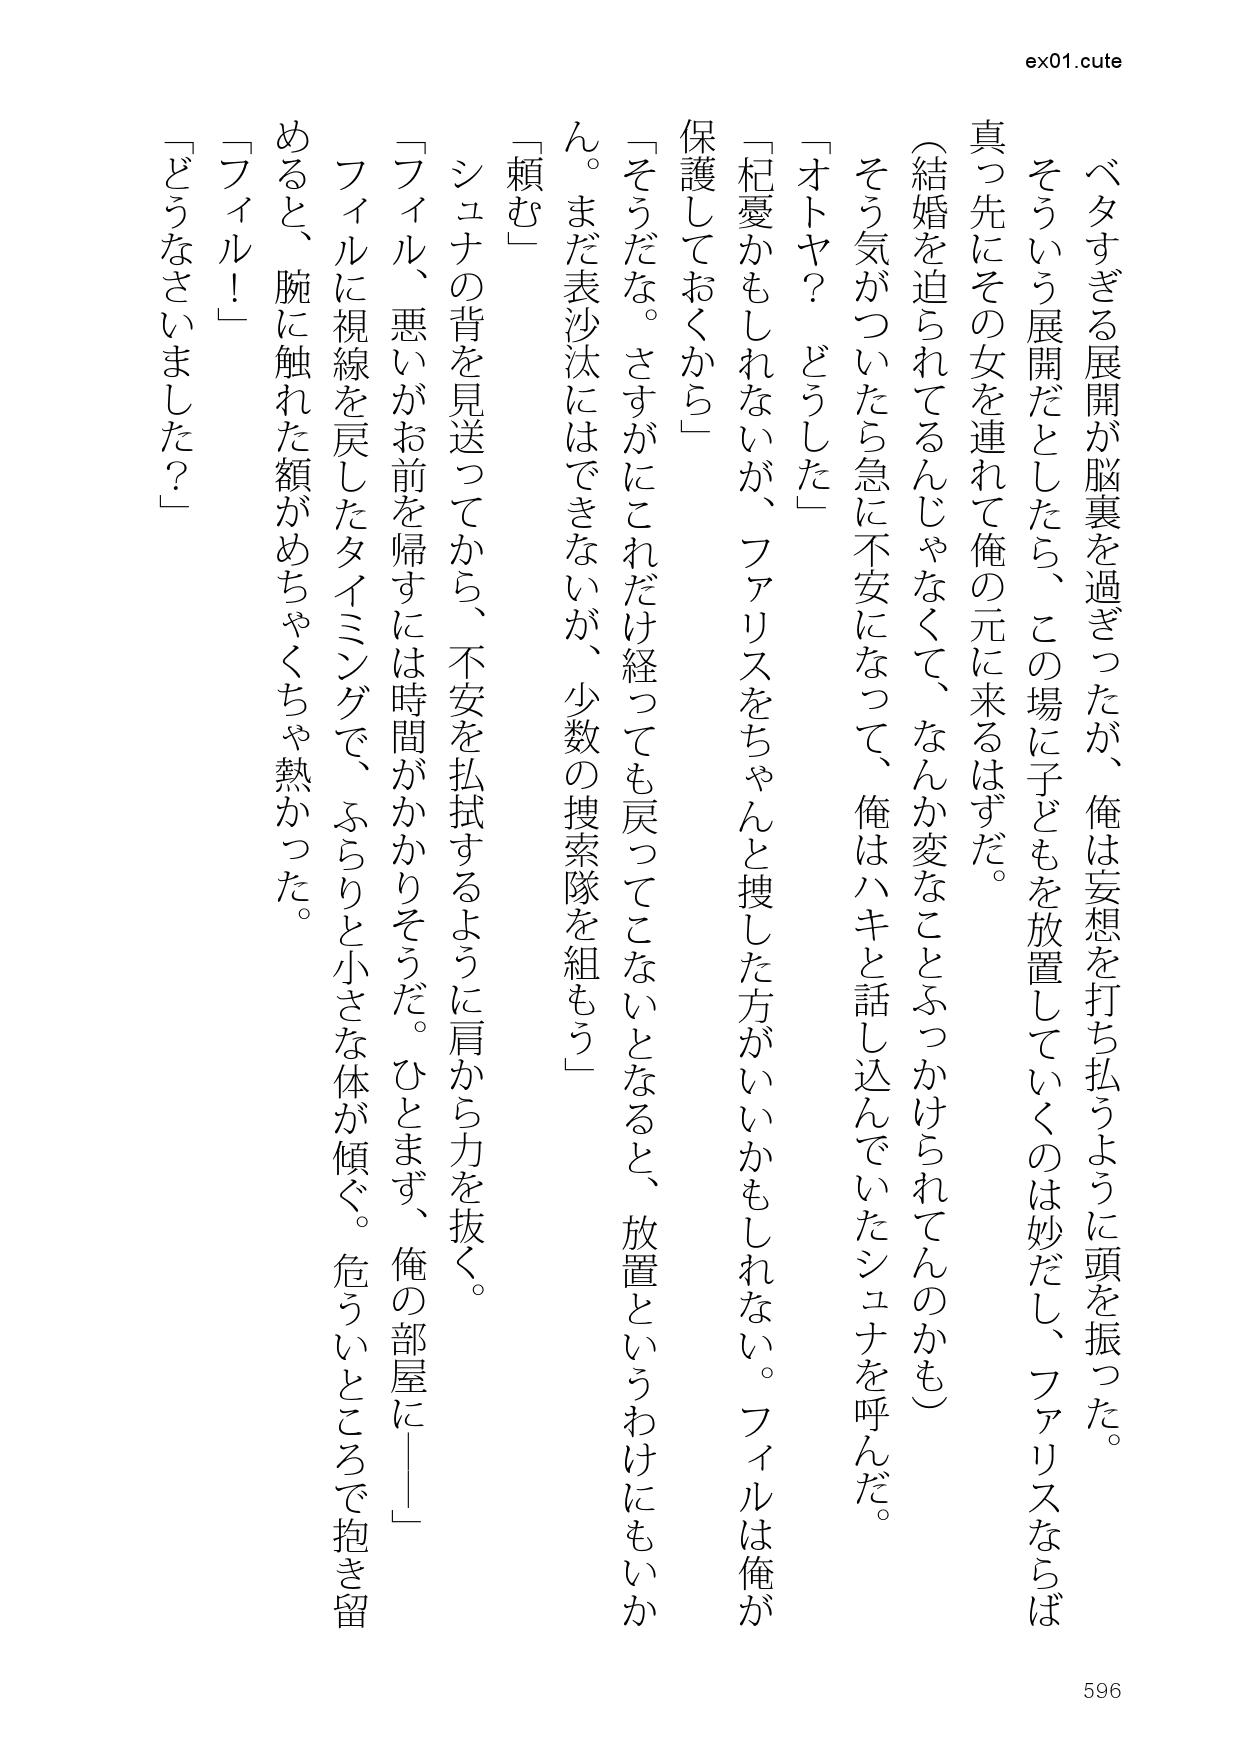 ex01.cute
　ベタすぎる展開が脳裏を過ぎったが、俺は妄想を打ち払うように頭を振った。
　そういう展開だとしたら、この場に子どもを放置していくのは妙だし、ファリスならば
真っ先にその女を連れて俺の元に来るはずだ。
（結婚を迫られてるんじゃなくて、なんか変なことふっかけられてんのかも）
　そう気がついたら急に不安になって、俺はハキと話し込んでいたシュナを呼んだ。
「オトヤ？　どうした」
「杞憂かもしれないが、ファリスをちゃんと捜した方がいいかもしれない。フィルは俺が
保護しておくから」
「そうだな。さすがにこれだけ経っても戻ってこないとなると、放置というわけにもいか
ん。まだ表沙汰にはできないが、少数の捜索隊を組もう」
「頼む」
　シュナの背を見送ってから、不安を払拭するように肩から力を抜く。
「フィル、悪いがお前を帰すには時間がかかりそうだ。ひとまず、俺の部屋に――」
　フィルに視線を戻したタイミングで、ふらりと小さな体が傾ぐ。危ういところで抱き留
めると、腕に触れた額がめちゃくちゃ熱かった。
「フィル！」
「どうなさいました？」
596